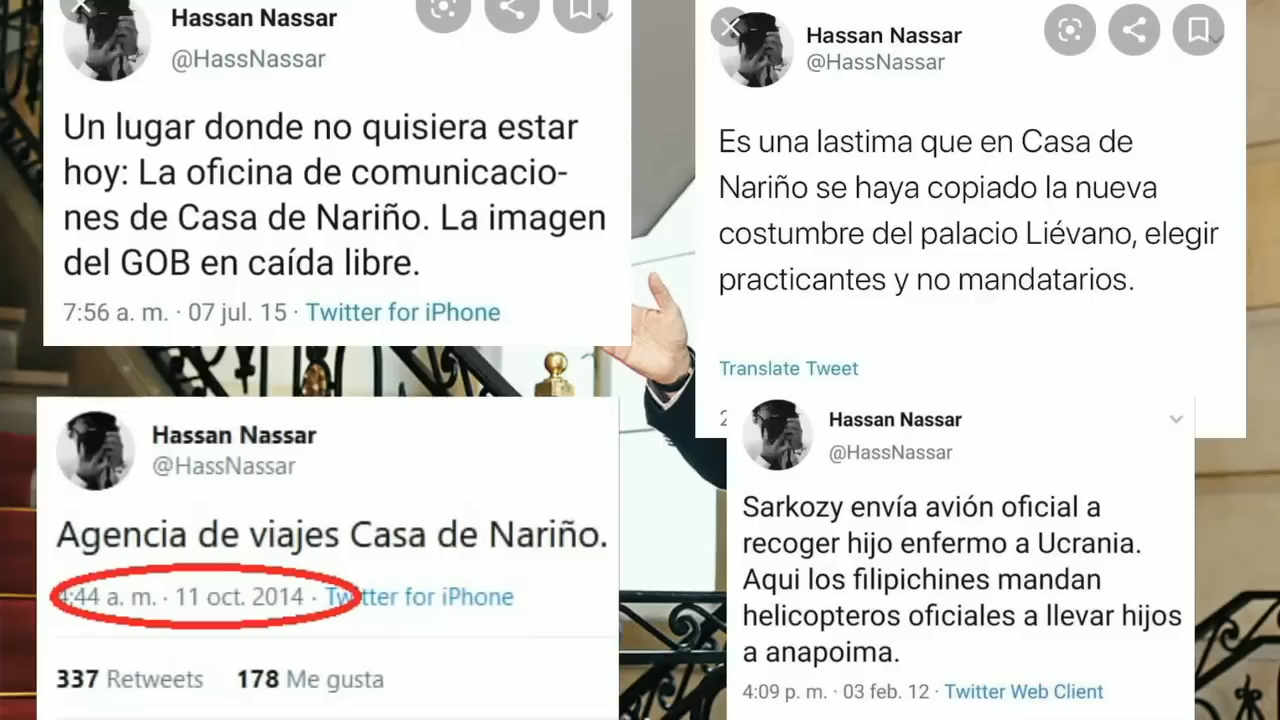 Hassan Nassar
@HassNassar
Un lugar donde no quisiera estar
hoy: La oficina de comunicacio-
nes de Casa de Nariño. La imagen
del GOB en caída libre.
7:56 a. m. · 07 jul. 15 · Twitter for iPhone
Hassan Nassar
@HassNassar
Es una lastima que en Casa de
Nariño se haya copiado la nueva
costumbre del palacio Liévano, elegir
practicantes y no mandatarios.
Translate Tweet
2
Hassan Nassar
@HassNassar
Agencia de viajes Casa de Nariño.
4:44 a. m. · 11 oct. 2014 · Twitter for iPhone
337 Retweets 178 Me gusta
Hassan Nassar
@HassNassar
Sarkozy envía avión oficial a
recoger hijo enfermo a Ucrania.
Aqui los filipichines mandan
helicopteros oficiales a llevar hijos
a anapoima.
4:09 p. m. · 03 feb. 12 · Twitter Web Client